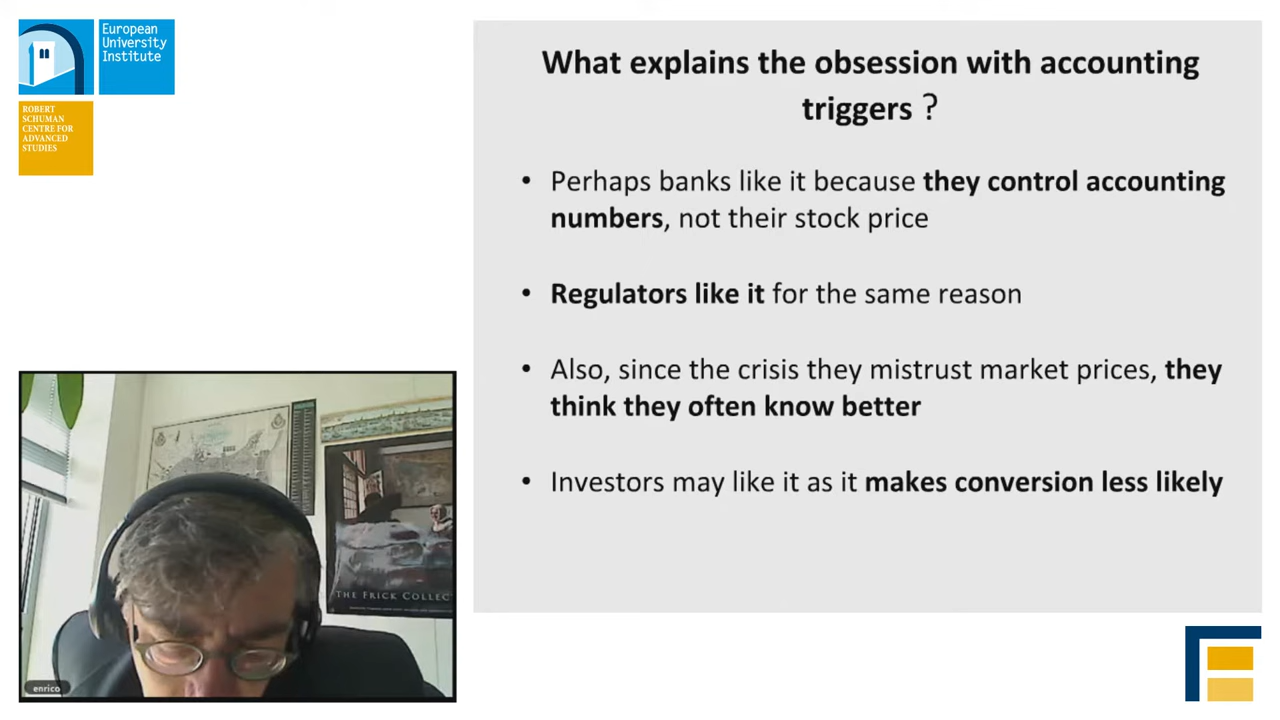 European
University
Institute
ROBERT
SCHUMAN
CENTRE FOR
ADVANCED
STUDIES
What explains the obsession with accounting
triggers ?
• Perhaps banks like it because they control accounting
numbers, not their stock price
• Regulators like it for the same reason
• Also, since the crisis they mistrust market prices, they
think they often know better
• Investors may like it as it makes conversion less likely
THE FRICK COLLEC
enrico